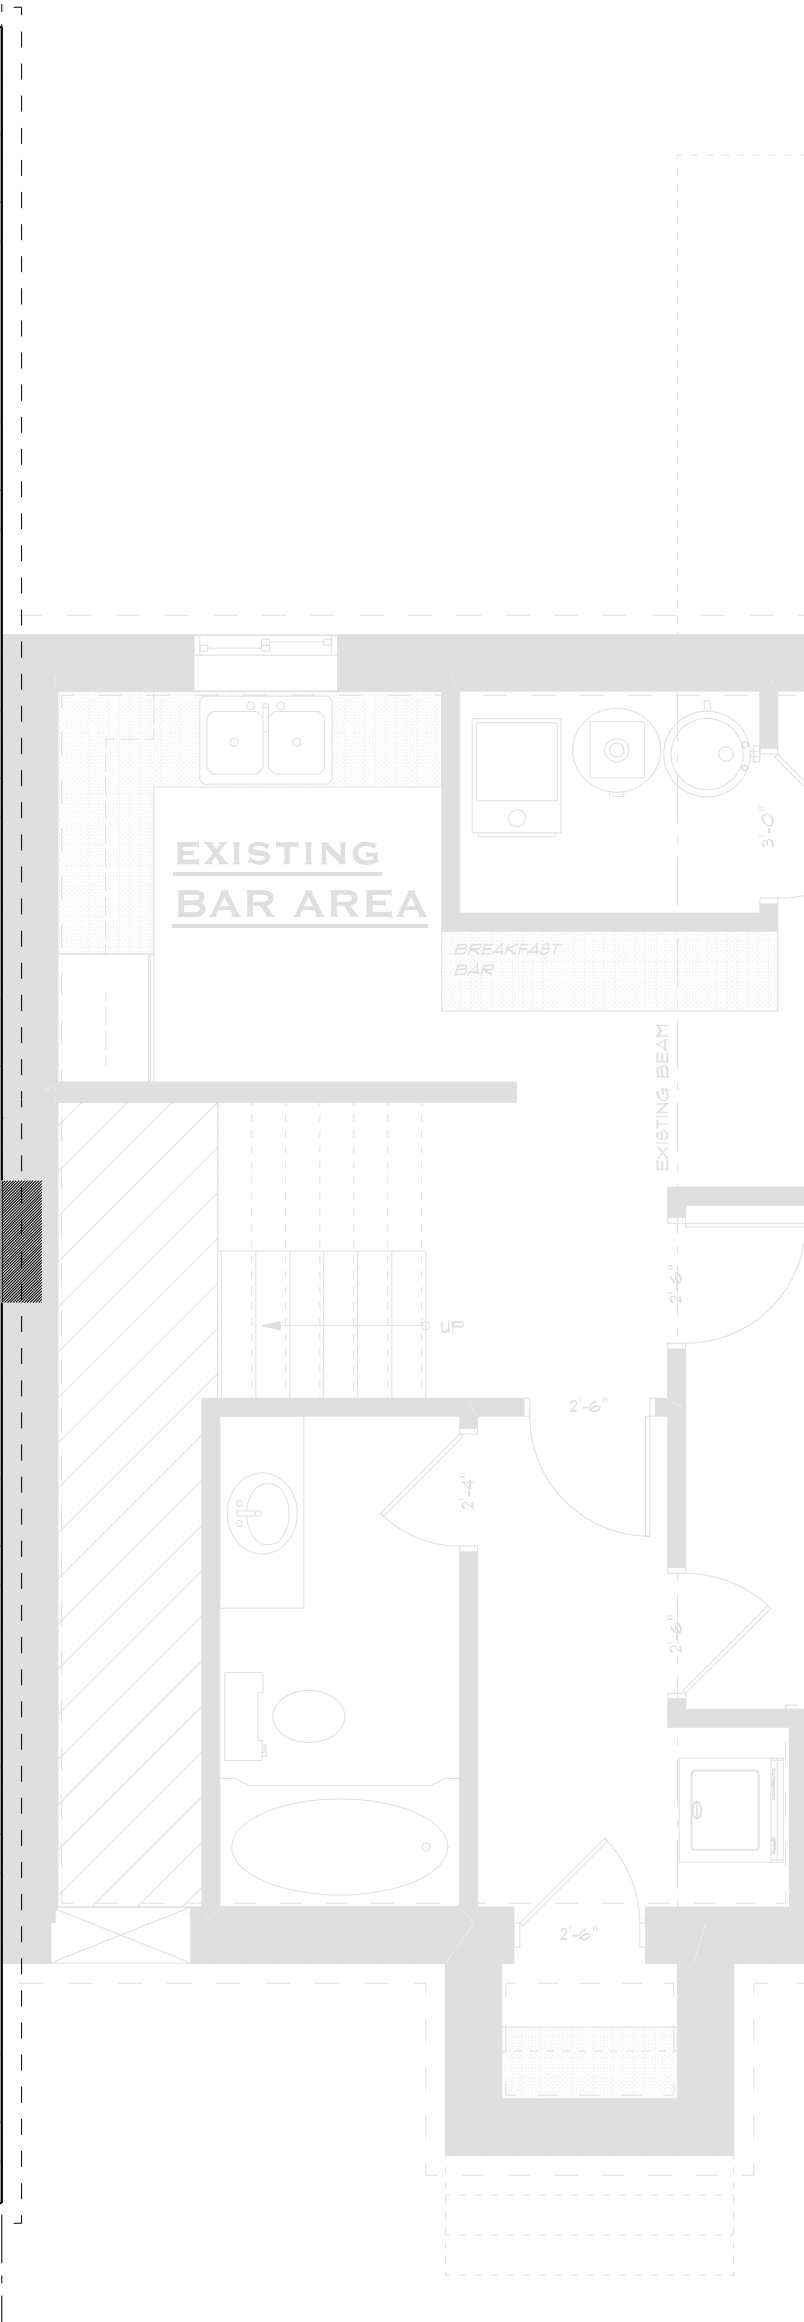 EXISTING
BAR AREA
3'-0"
BREAKFAST
BAR
EXISTING BEAM
2'-6"
UP
2'-6"
2'-4"
2'-6"
2'-6"